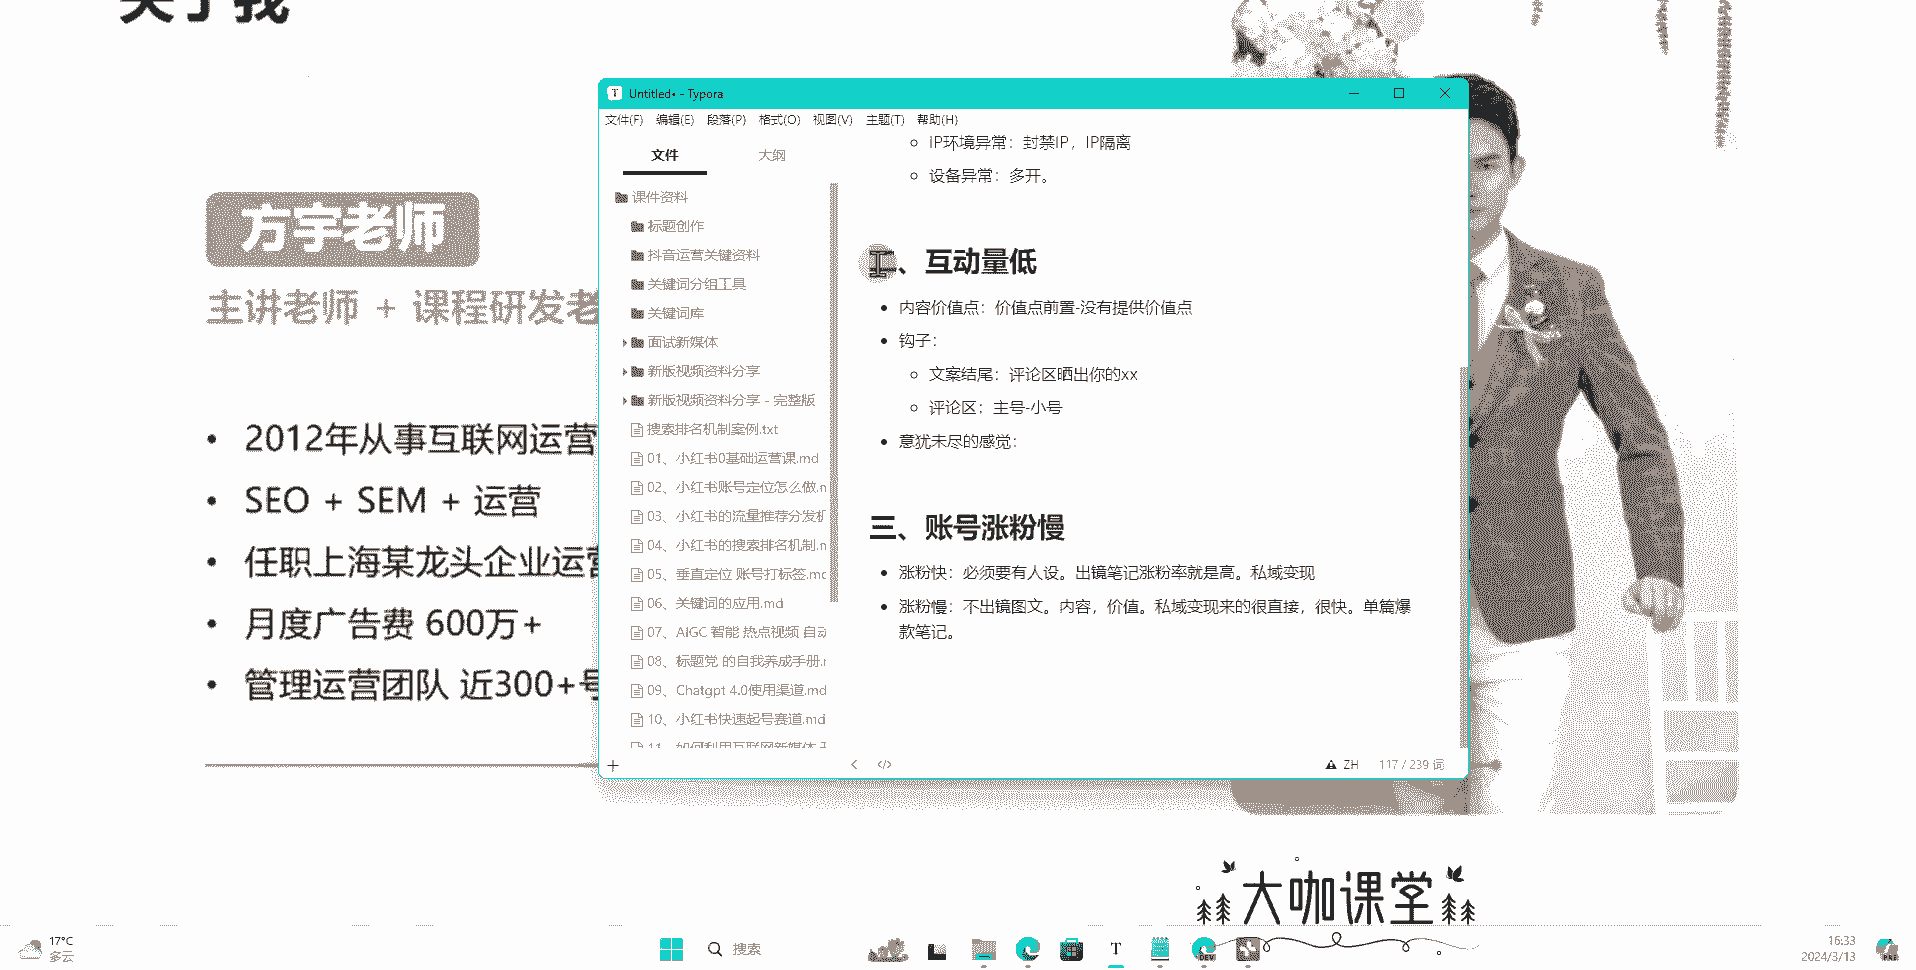 关于我
方宇老师
主讲老师 + 课程研发老
2012年从事互联网运营
SEO + SEM + 运营
任职上海某龙头企业运营
月度广告费 600万+
管理运营团队 近300+号
Untitled• - Typora
文件(F) 编辑(E) 段落(P) 格式(O) 视图(V) 主题(T) 帮助(H)
文件 大纲
课件资料
标题创作
抖音运营关键资料
关键词分组工具
关键词库
面试新媒体
新版视频资料分享
新版视频资料分享 - 完整版
搜索排名机制案例.txt
01、小红书0基础运营课.md
02、小红书账号定位怎么做.m
03、小红书的流量推荐分发机
04、小红书的搜索排名机制.m
05、垂直定位 账号打标签.md
06、关键词的应用.md
07、AIGC 智能 热点视频 自动
08、标题党 的自我养成手册.m
09、Chatgpt 4.0使用渠道.md
10、小红书快速起号赛道.md
11、如何利用互联网新媒体
IP环境异常：封禁IP，IP隔离
设备异常：多开。
二、互动量低
内容价值点：价值点前置-没有提供价值点
钩子：
文案结尾：评论区晒出你的xx
评论区：主号-小号
意犹未尽的感觉：
三、账号涨粉慢
涨粉快：必须要有人设。出镜笔记涨粉率就是高。私域变现
涨粉慢：不出镜图文。内容，价值。私域变现来的很直接，很快。单篇爆
款笔记。
ZH 117 / 239 词
大咖课堂
17°C
多云
搜索
T
DEV
16:33
2024/3/13
PRE